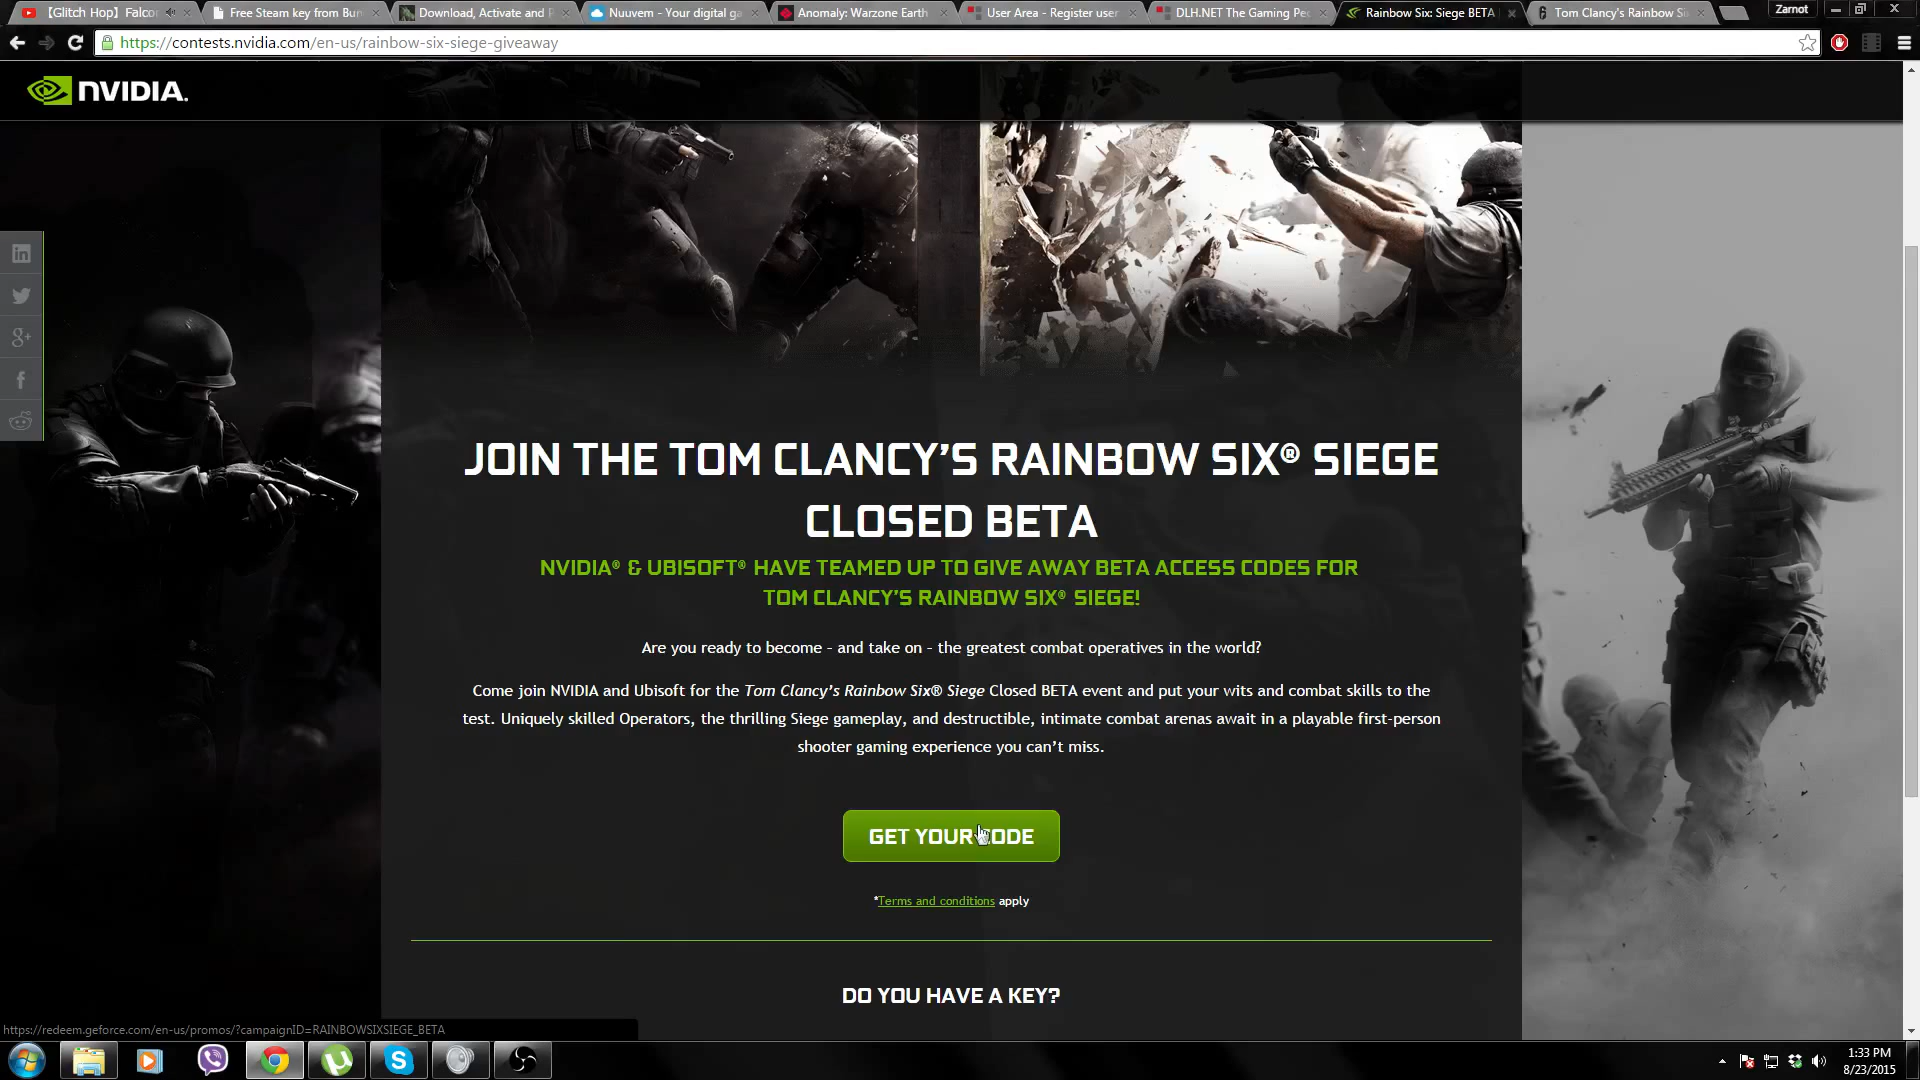 【Glitch Hop】Falco
Free Steam key from Bun
Download, Activate and P
Nuuvem - Your digital ga
Anomaly: Warzone Earth
User Area - Register user
DLH.NET The Gaming Pe
Rainbow Six: Siege BETA
Tom Clancy's Rainbow Si
Zarnot
https://contests.nvidia.com/en-us/rainbow-six-siege-giveaway
NVIDIA.
in
g+
f
JOIN THE TOM CLANCY'S RAINBOW SIX® SIEGE
CLOSED BETA
NVIDIA® & UBISOFT® HAVE TEAMED UP TO GIVE AWAY BETA ACCESS CODES FOR
TOM CLANCY'S RAINBOW SIX® SIEGE!
Are you ready to become – and take on – the greatest combat operatives in the world?
Come join NVIDIA and Ubisoft for the Tom Clancy's Rainbow Six® Siege Closed BETA event and put your wits and combat skills to the
test. Uniquely skilled Operators, the thrilling Siege gameplay, and destructible, intimate combat arenas await in a playable first-person
shooter gaming experience you can't miss.
GET YOUR CODE
*Terms and conditions apply
DO YOU HAVE A KEY?
https://redeem.geforce.com/en-us/promos/?campaignID=RAINBOWSIXSIEGE_BETA
1:33 PM
8/23/2015